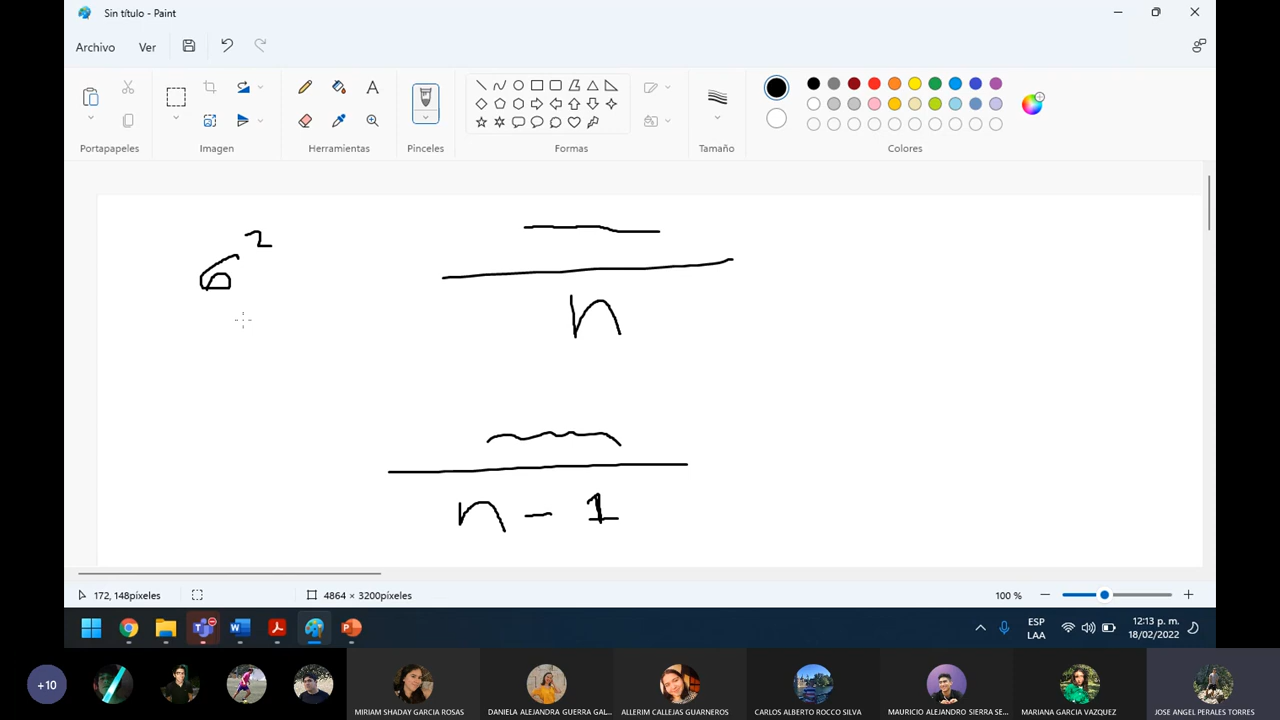 Sin título - Paint
Archivo Ver
Portapapeles Imagen Herramientas Pinceles Formas Tamaño Colores
σ²
n
n - 1
172, 148píxeles 4864 × 3200píxeles 100 %
ESP
LAA
12:13 p. m.
18/02/2022
+10
MIRIAM SHADAY GARCIA ROSAS
DANIELA ALEJANDRA GUERRA GAL...
ALLERIM CALLEJAS GUARNEROS
CARLOS ALBERTO ROCCO SILVA
MAURICIO ALEJANDRO SIERRA SE...
MARIANA GARCIA VAZQUEZ
JOSE ANGEL PERALES TORRES